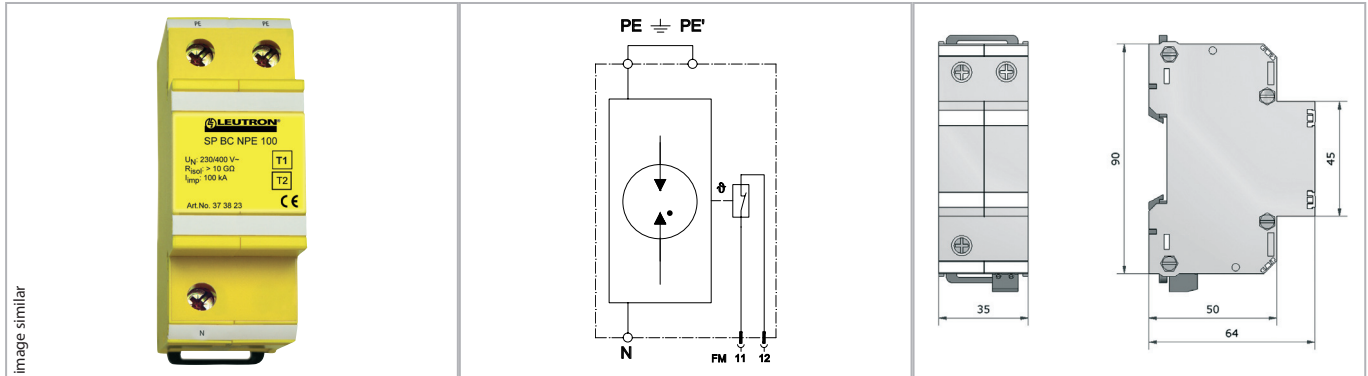 PE PE
LEUTRON®
SP BC NPE 100
UN: 230/400 V~
Risol: > 10 GΩ
Iimp: 100 kA
T1
T2
Art.No. 37 38 23
CE
N
image similar
PE PE'
ϑ
N
FM 11 12
35
90
45
50
64